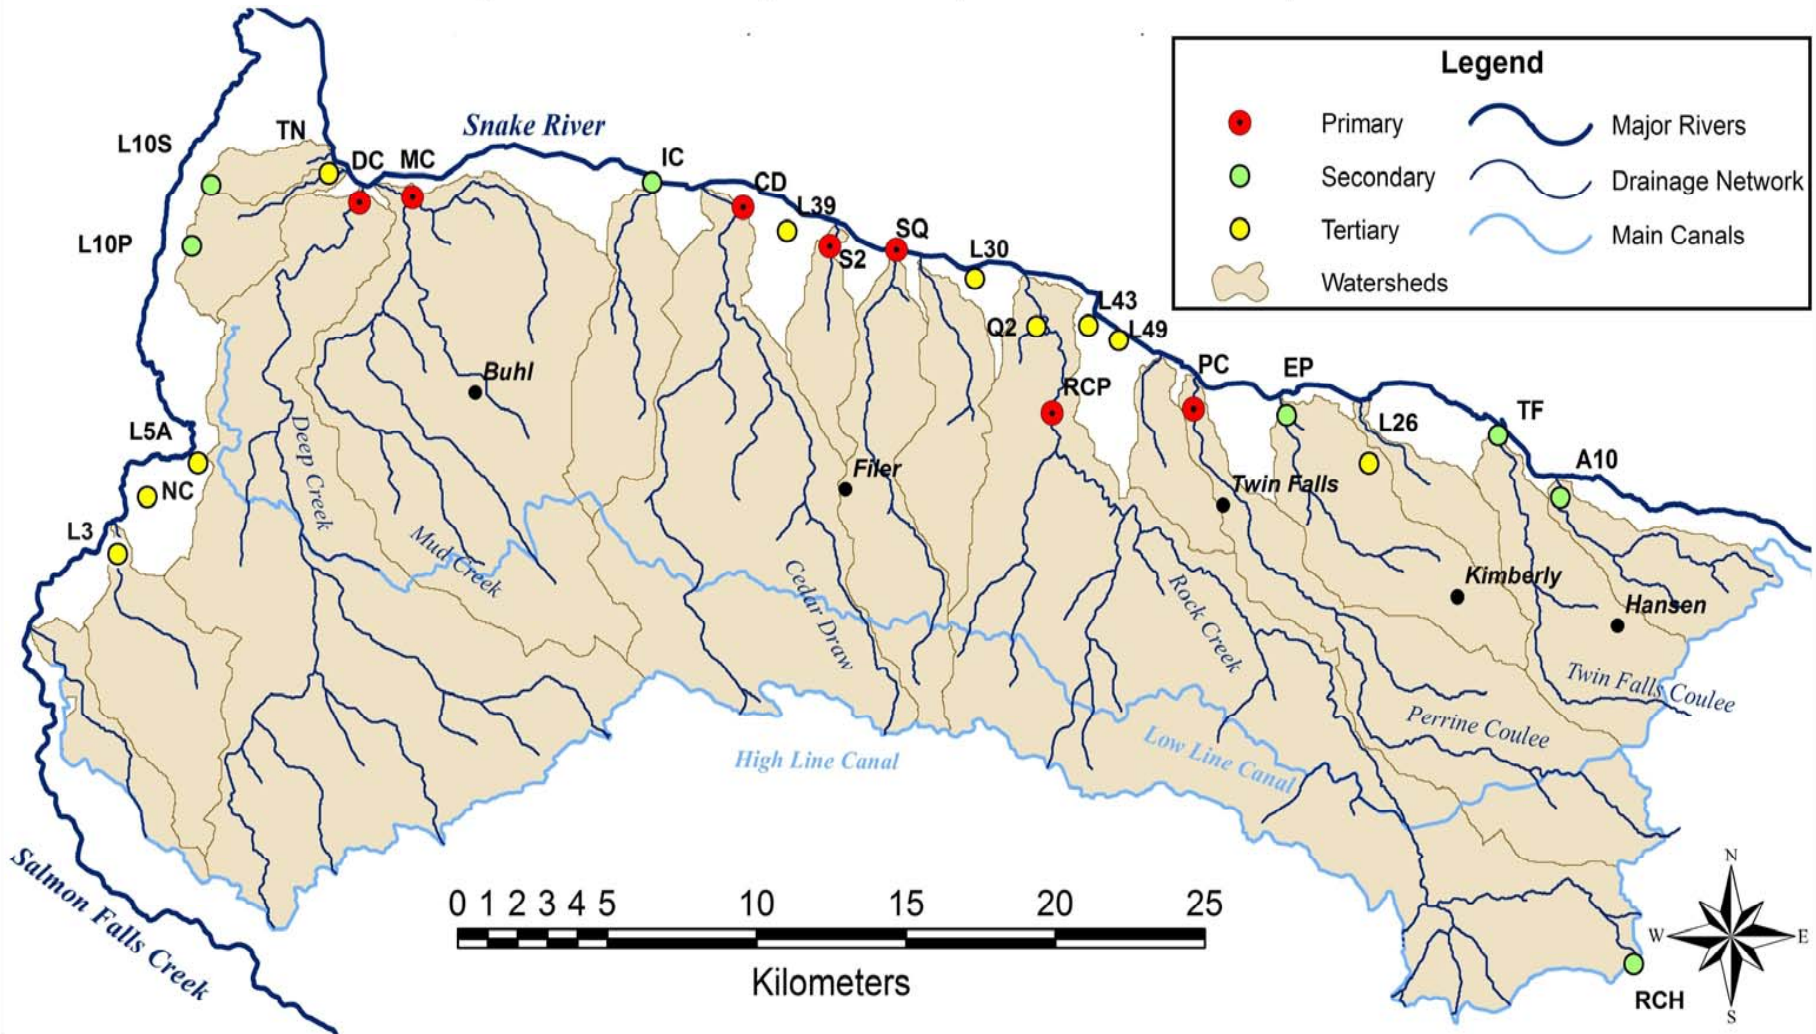 Legend
Primary
Major Rivers
Secondary
Drainage Network
Tertiary
Main Canals
Watersheds
Snake River
TN
L10S
DC
MC
IC
CD
L39
L10P
SQ
S2
L30
L43
Q2
L49
Buhl
PC
EP
RCP
TF
L26
L5A
A10
Deep Creek
Filer
Twin Falls
NC
L3
Mud Creek
Kimberly
Hansen
Cedar Draw
Rock Creek
Twin Falls Coulee
Perrine Coulee
High Line Canal
Low Line Canal
Salmon Falls Creek
0 1 2 3 4 5 10 15 20 25
Kilometers
N
W E
S
RCH